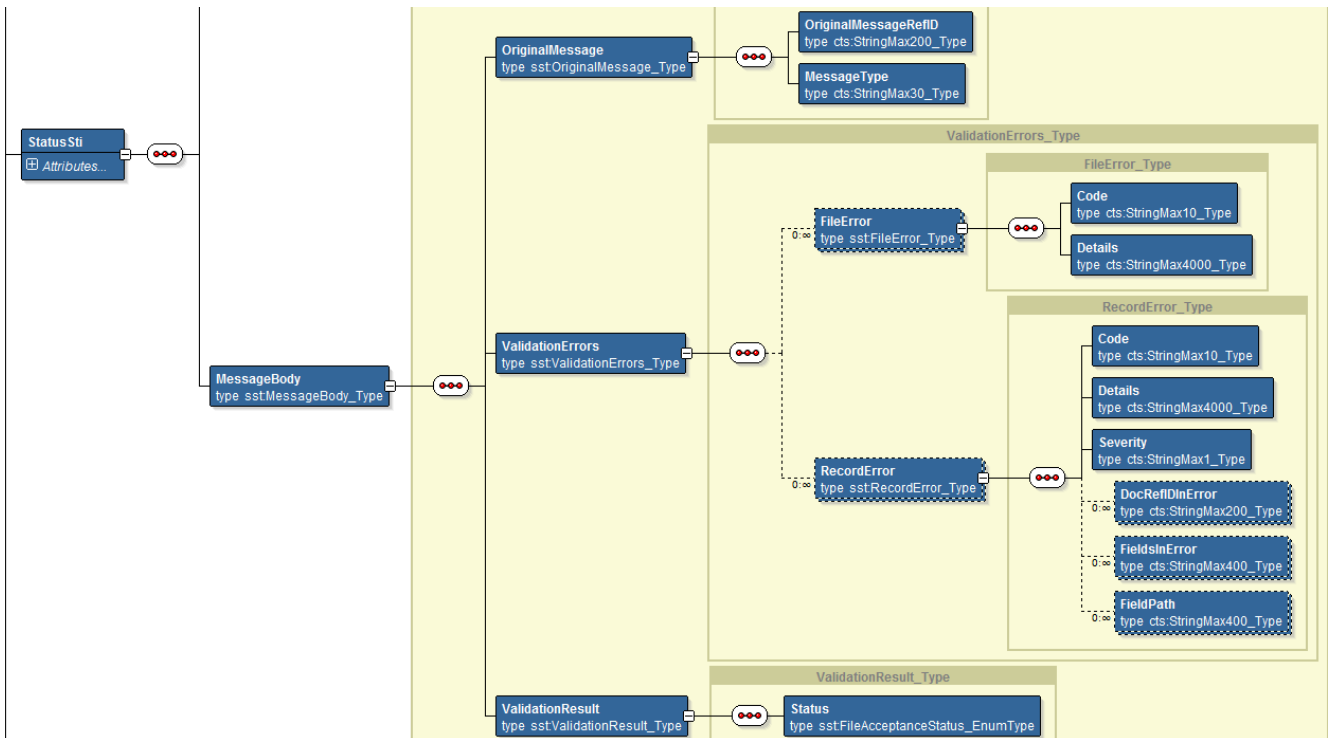 OriginalMessageRefID
type cts:StringMax200_Type
OriginalMessage
type sst:OriginalMessage_Type
MessageType
type cts:StringMax30_Type
StatusSti
Attributes...
ValidationErrors_Type
FileError_Type
Code
type cts:StringMax10_Type
FileError
type sst:FileError_Type
0:∞
Details
type cts:StringMax4000_Type
RecordError_Type
Code
type cts:StringMax10_Type
ValidationErrors
type sst:ValidationErrors_Type
MessageBody
type sst:MessageBody_Type
Details
type cts:StringMax4000_Type
Severity
type cts:StringMax1_Type
RecordError
type sst:RecordError_Type
0:∞
DocRefIDInError
type cts:StringMax200_Type
0:∞
FieldsInError
type cts:StringMax400_Type
0:∞
FieldPath
type cts:StringMax400_Type
0:∞
ValidationResult_Type
ValidationResult
type sst:ValidationResult_Type
Status
type sst:FileAcceptanceStatus_EnumType